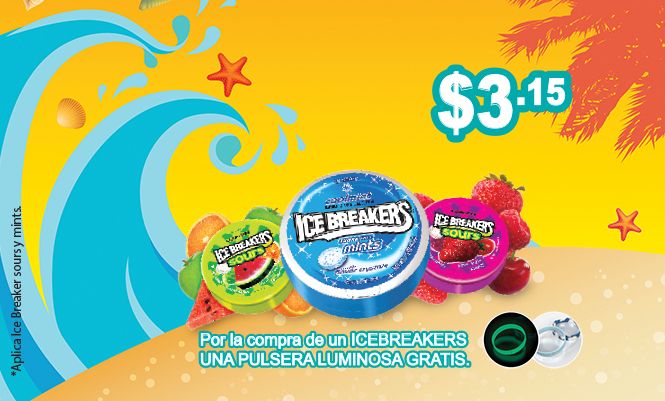 $3.15
coolmint
ICE BREAKERS
mints
ICE BREAKERS
sours
ICE BREAKERS
sours
Por la compra de un ICEBREAKERS
UNA PULSERA LUMINOSA GRATIS.
*Aplica Ice Breaker sours y mints.